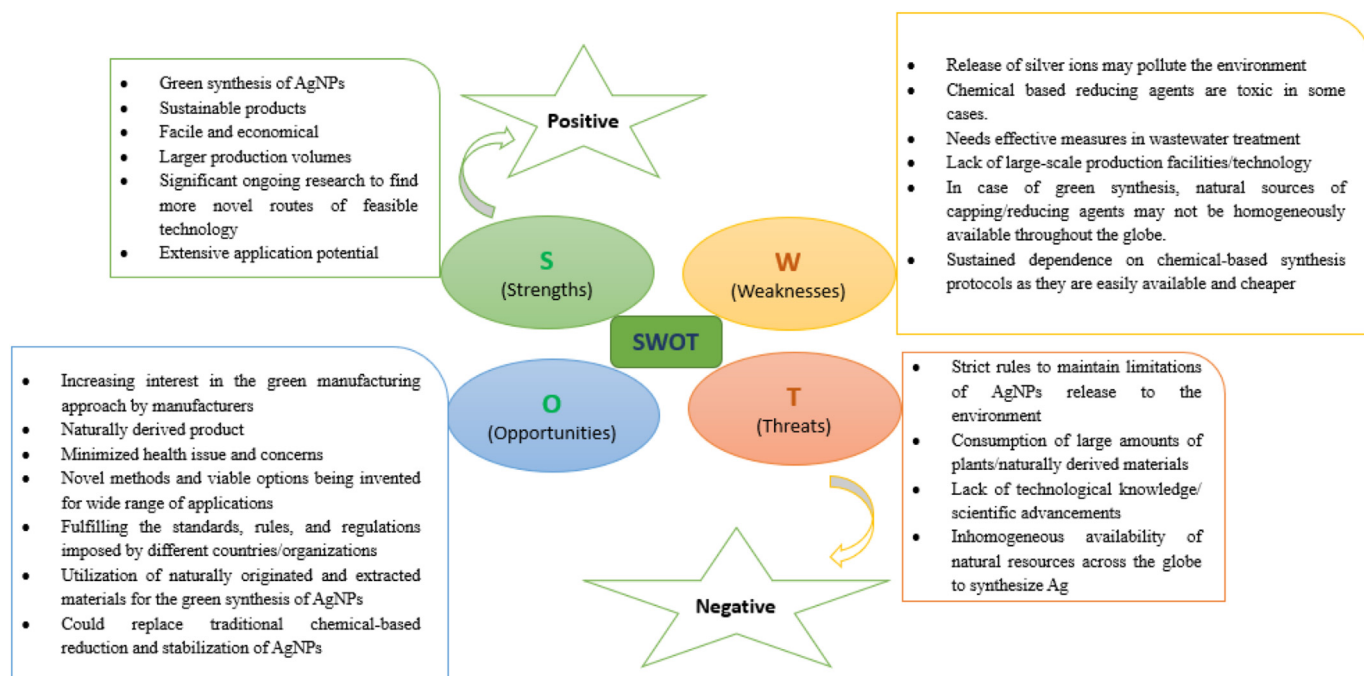 Green synthesis of AgNPs
Sustainable products
Facile and economical
Larger production volumes
Significant ongoing research to find
more novel routes of feasible
technology
Extensive application potential
Positive
Release of silver ions may pollute the environment
Chemical based reducing agents are toxic in some
cases.
Needs effective measures in wastewater treatment
Lack of large-scale production facilities/technology
In case of green synthesis, natural sources of
capping/reducing agents may not be homogeneously
available throughout the globe.
Sustained dependence on chemical-based synthesis
protocols as they are easily available and cheaper
S
(Strengths)
W
(Weaknesses)
SWOT
O
(Opportunities)
T
(Threats)
Increasing interest in the green manufacturing
approach by manufacturers
Naturally derived product
Minimized health issue and concerns
Novel methods and viable options being invented
for wide range of applications
Fulfilling the standards, rules, and regulations
imposed by different countries/organizations
Utilization of naturally originated and extracted
materials for the green synthesis of AgNPs
Could replace traditional chemical-based
reduction and stabilization of AgNPs
Strict rules to maintain limitations
of AgNPs release to the
environment
Consumption of large amounts of
plants/naturally derived materials
Lack of technological knowledge/
scientific advancements
Inhomogeneous availability of
natural resources across the globe
to synthesize Ag
Negative